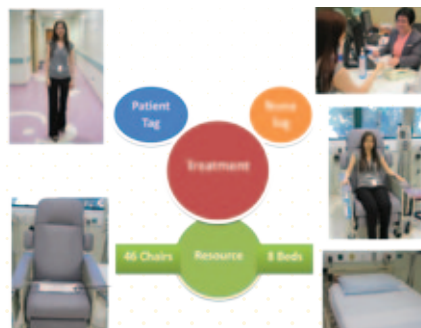 Patient
Tag
Nurse
tag
Treatment
46 Chairs
Resource
8 Beds